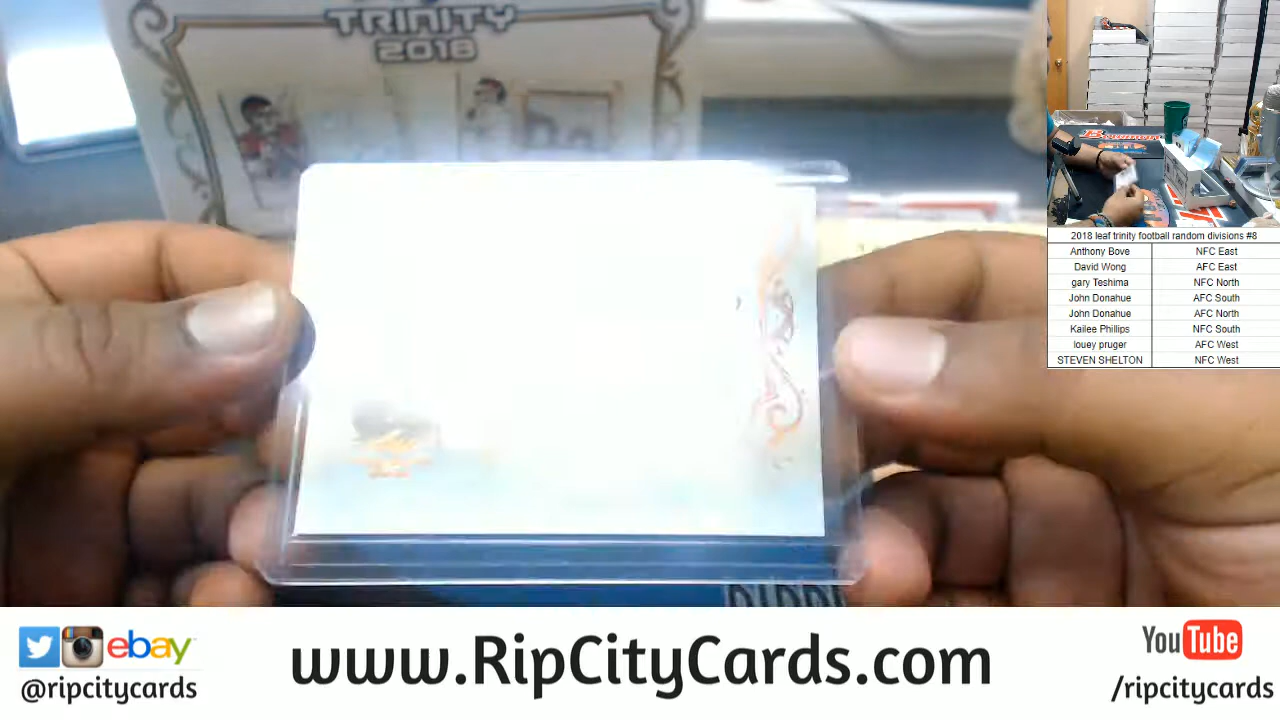 TRINITY
2018
Bowman
2018 leaf trinity football random divisions #8
Anthony Bove NFC East
David Wong AFC East
gary Teshima NFC North
John Donahue AFC South
John Donahue AFC North
Kailee Phillips NFC South
louey pruger AFC West
STEVEN SHELTON NFC West
ebay
@ripcitycards
www.RipCityCards.com
YouTube
/ripcitycards